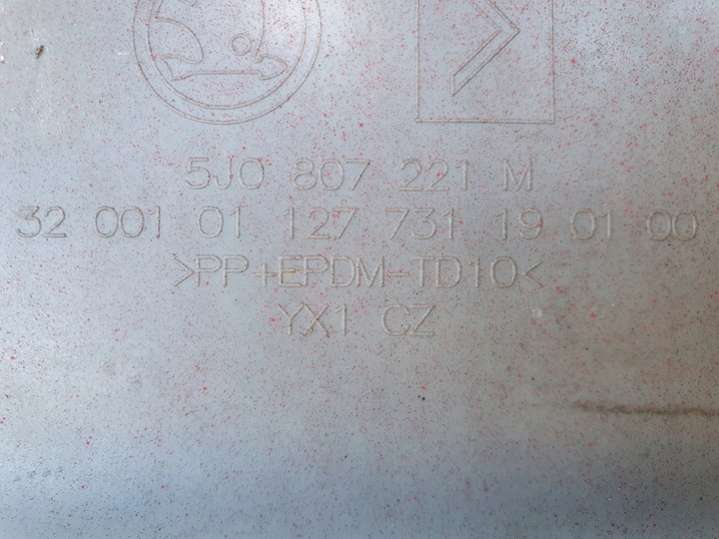 5J0 807 221 M
32 001 01 127 731 19 01 00
>PP+EPDM-TD10<
YX1 CZ